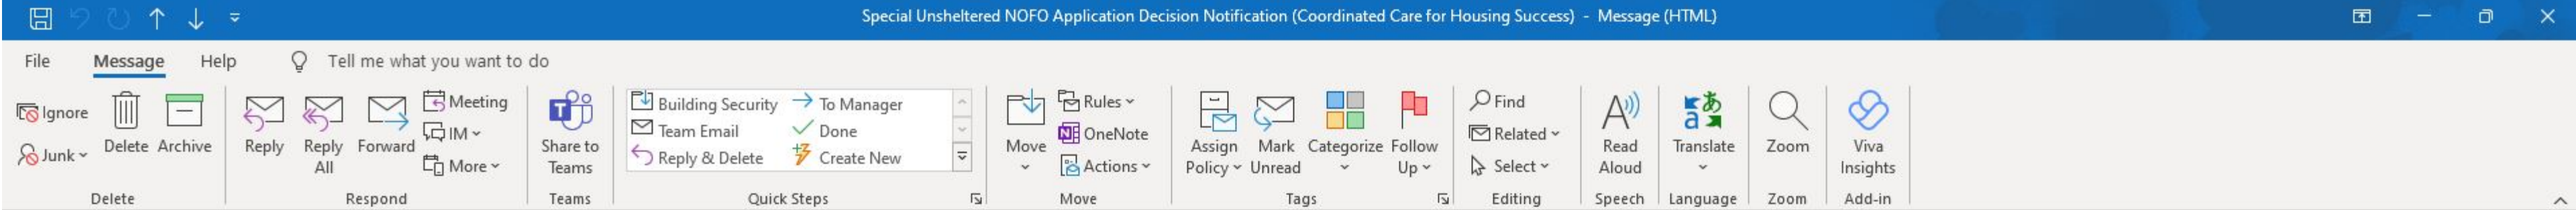 Special Unsheltered NOFO Application Decision Notification (Coordinated Care for Housing Success) - Message (HTML)
File Message Help Tell me what you want to do
Ignore
Junk
Delete
Archive
Delete
Reply
Reply All
Forward
Meeting
IM
More
Respond
Share to Teams
Teams
Building Security
To Manager
Team Email
Done
Reply & Delete
Create New
Quick Steps
Move
Rules
OneNote
Actions
Move
Assign Policy
Mark Unread
Categorize
Follow Up
Tags
Find
Related
Select
Editing
Read Aloud
Speech
Translate
Language
Zoom
Zoom
Viva Insights
Add-in